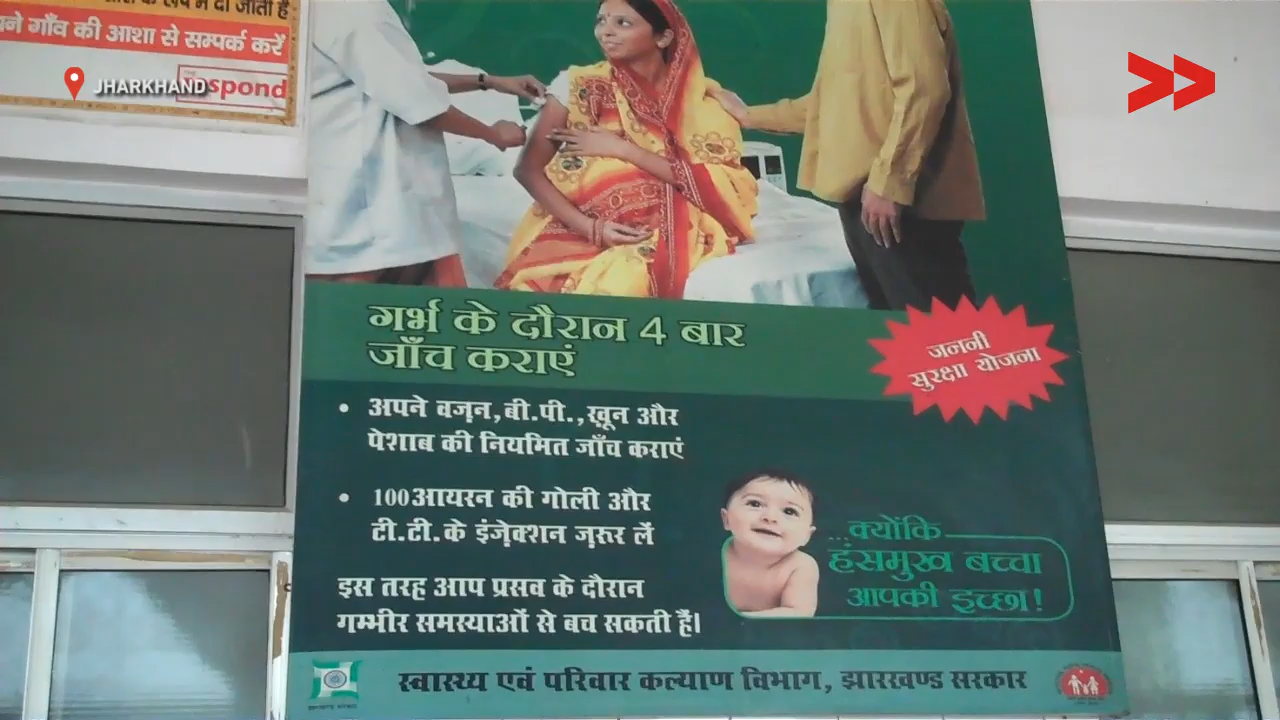 ने गाँव की आशा से सम्पर्क करें
JHARKHAND
spond
गर्भ के दौरान 4 बार
जाँच कराएं
जननी
सुरक्षा योजना
• अपने वज़न,बी.पी.,खून और
पेशाब की नियमित जाँच कराएं
• 100आयरन की गोली और
टी.टी.के इंजेक्शन ज़रूर लें
इस तरह आप प्रसव के दौरान
गम्भीर समस्याओं से बच सकती हैं।
...क्योंकि
हंसमुख बच्चा
आपकी इच्छा!
स्वास्थ्य एवं परिवार कल्याण विभाग, झारखण्ड सरकार